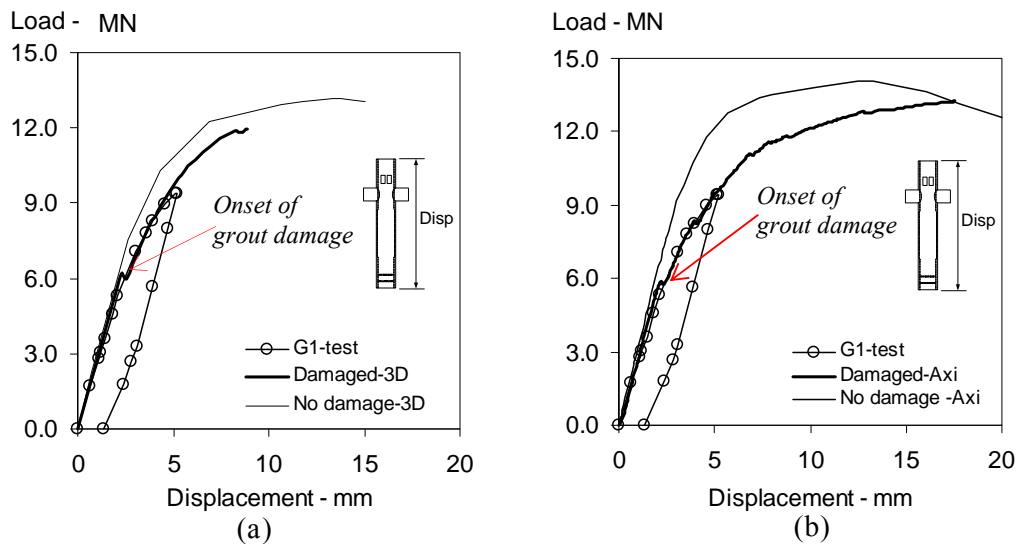 Load - MN
15.0
12.0
9.0
6.0
3.0
0.0
Onset of
grout damage
Disp
G1-test
Damaged-3D
No damage-3D
0 5 10 15 20
Displacement - mm
(a)
Load - MN
15.0
12.0
9.0
6.0
3.0
0.0
Onset of
grout damage
Disp
G1-test
Damaged-Axi
No damage -Axi
0 5 10 15 20
Displacement - mm
(b)